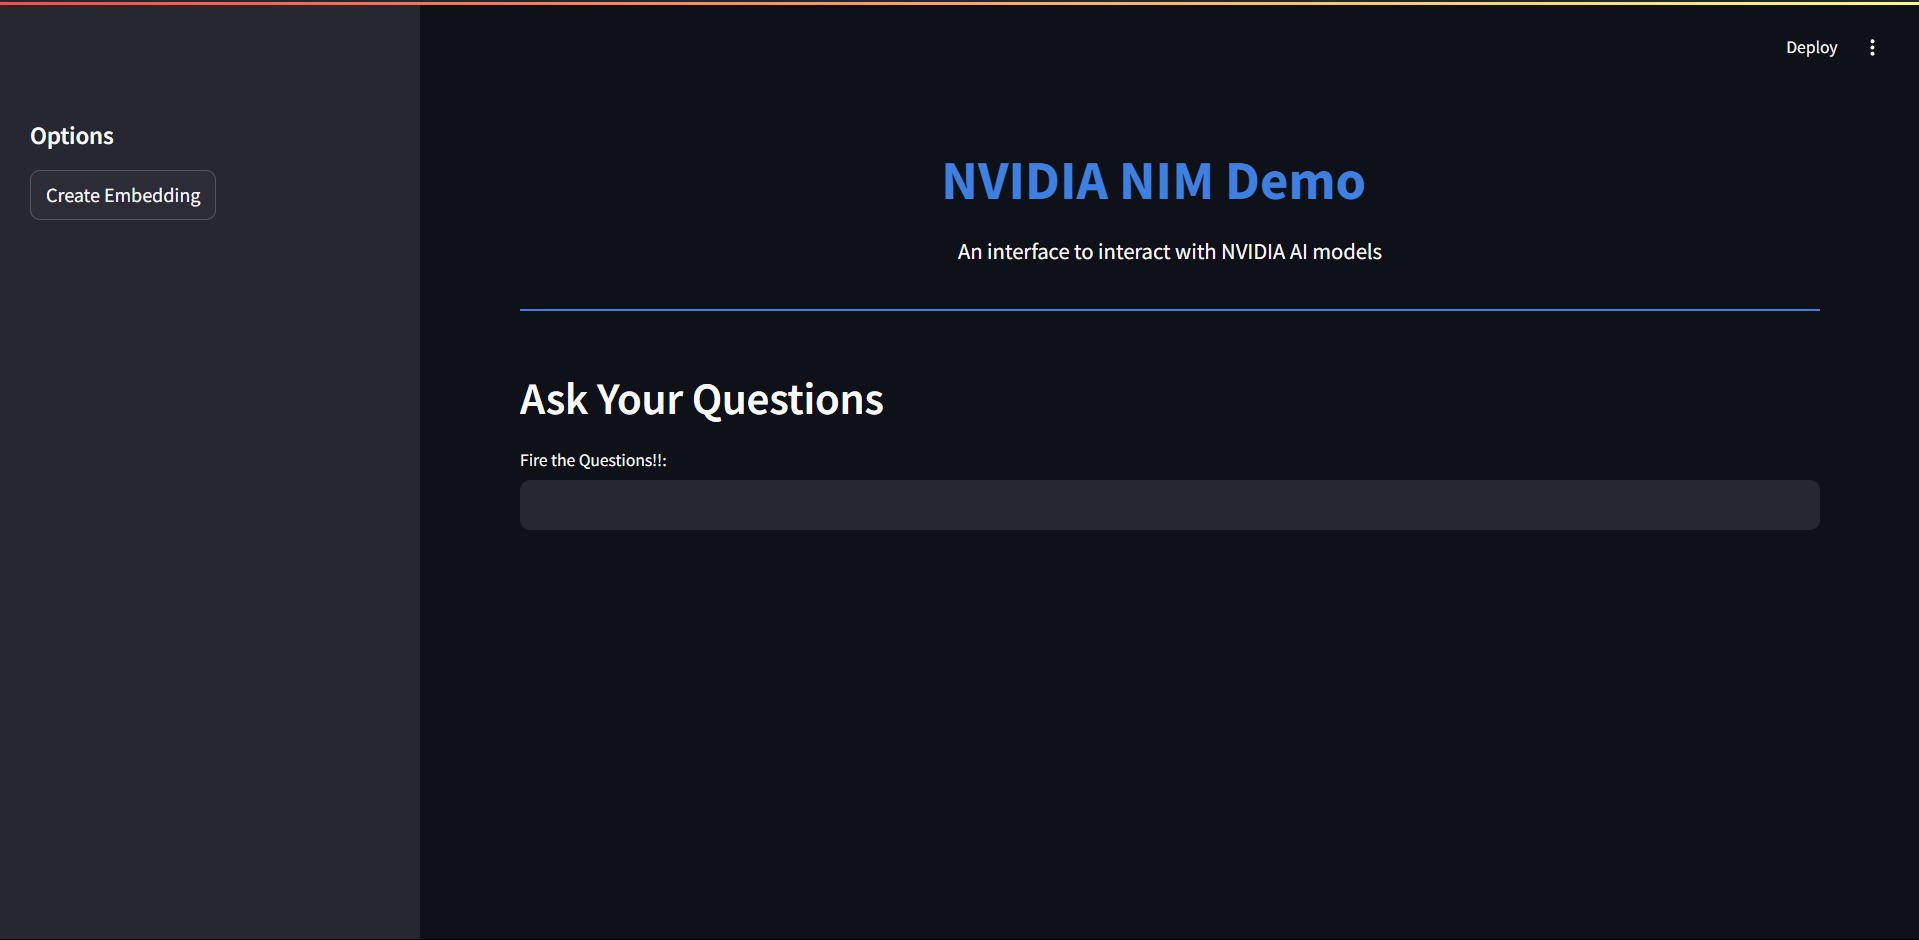 Deploy
Options
Create Embedding
NVIDIA NIM Demo
An interface to interact with NVIDIA AI models
Ask Your Questions
Fire the Questions!!: